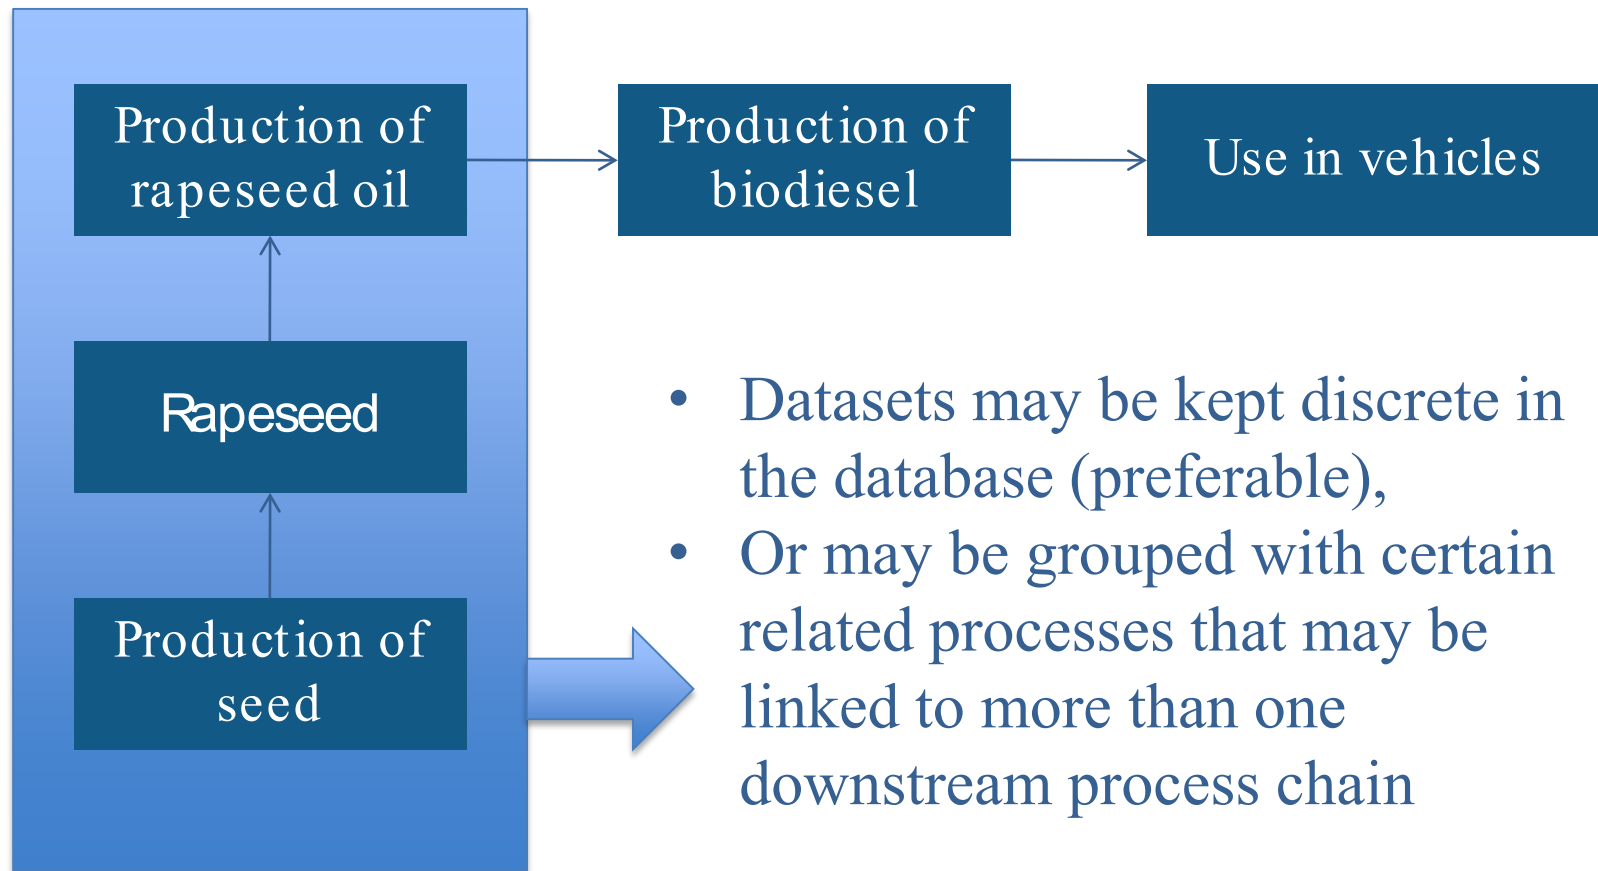 Production of
rapeseed oil
Production of
biodiesel
Use in vehicles
Rapeseed
Production of
seed
• Datasets may be kept discrete in
the database (preferable),
• Or may be grouped with certain
related processes that may be
linked to more than one
downstream process chain